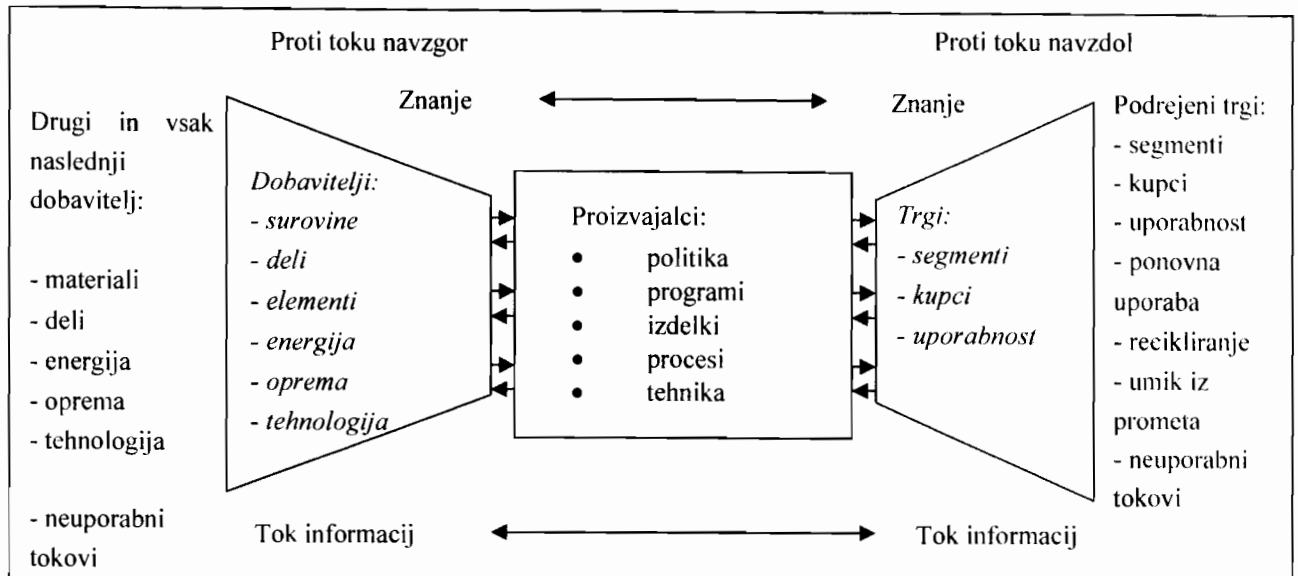 Proti toku navzgor
Proti toku navzdol
Znanje
Znanje
Drugi in vsak
naslednji
dobavitelj:
- materiali
- deli
- energija
- oprema
- tehnologija
- neuporabni
tokovi
Dobavitelji:
- surovine
- deli
- elementi
- energija
- oprema
- tehnologija
Proizvajalci:
• politika
• programi
• izdelki
• procesi
• tehnika
Trgi:
- segmenti
- kupci
- uporabnost
Podrejeni trgi:
- segmenti
- kupci
- uporabnost
- ponovna
uporaba
- recikliranje
- umik iz
prometa
- neuporabni
tokovi
Tok informacij
Tok informacij